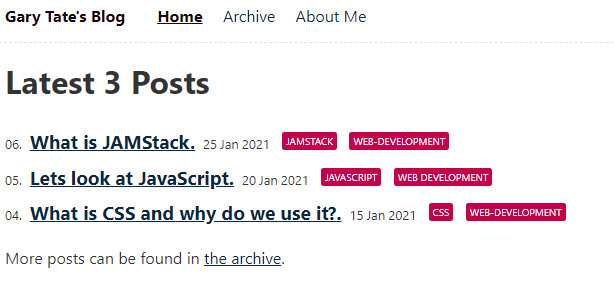 Gary Tate's Blog Home Archive About Me
Latest 3 Posts
06. What is JAMStack. 25 Jan 2021 JAMSTACK WEB-DEVELOPMENT
05. Lets look at JavaScript. 20 Jan 2021 JAVASCRIPT WEB DEVELOPMENT
04. What is CSS and why do we use it?. 15 Jan 2021 CSS WEB-DEVELOPMENT
More posts can be found in the archive.